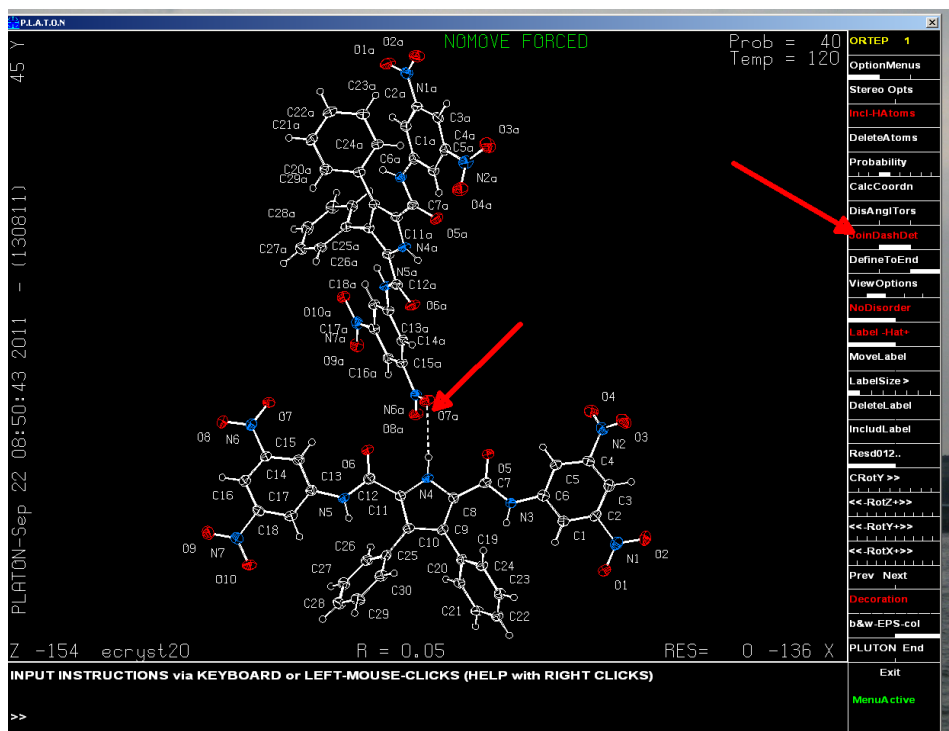 P.L.A.T.O.N
NOMOVE FORCED
Prob = 40
Temp = 120
45 Y
PLATON-Sep 22 08:50:43 2011 - (130811)
O1a
O2a
N1a
C23a
C2a
C22a
C3a
C21a
C4a
O3a
C24a
C1a
C5a
C6a
C20a
N2a
C29a
C7a
O4a
C28a
C11a
O5a
C27a
C25a
N4a
C26a
N5a
C18a
C12a
O10a
O6a
C17a
C13a
N7a
C14a
O9a
C15a
C16a
N6a
O7a
O8a
O7
O4
O8
N6
C15
N2
O3
O6
O5
C4
C14
C13
C7
C5
C16
C17
C12
N4
C6
C3
N5
C11
C8
N3
C18
C2
C10
C9
C1
O9
C26
C19
N7
C25
O2
C24
N1
O10
C27
C20
C23
C30
O1
C28
C29
C21
C22
Z -154 ecryst20
R = 0.05
RES= 0 -136 X
INPUT INSTRUCTIONS via KEYBOARD or LEFT-MOUSE-CLICKS (HELP with RIGHT CLICKS)
>>
ORTEP 1
OptionMenus
Stereo Opts
Incl-HAtoms
DeleteAtoms
Probability
CalcCoordn
DisAnglTors
JoinDashDet
DefineToEnd
ViewOptions
NoDisorder
Label -Hat+
MoveLabel
LabelSize >
DeleteLabel
IncludLabel
Resd012..
CRotY >>
<<-RotZ+>>
<<-RotY+>>
<<-RotX+>>
Prev Next
Decoration
b&w-EPS-col
PLUTON End
Exit
MenuActive